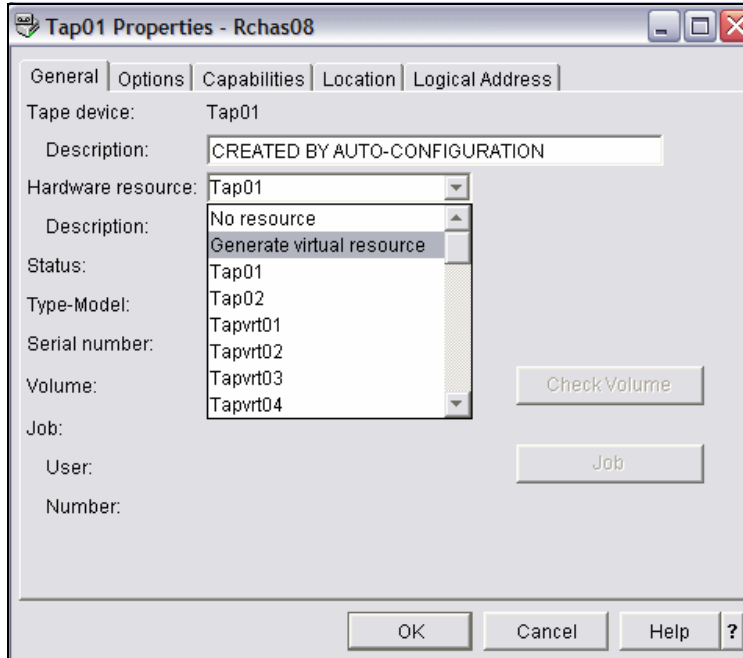 Tap01 Properties - Rchas08
General Options Capabilities Location Logical Address
Tape device: Tap01
Description: CREATED BY AUTO-CONFIGURATION
Hardware resource: Tap01
No resource
Description:
Generate virtual resource
Status:
Tap01
Tap02
Type-Model:
Tapvrt01
Serial number:
Tapvrt02
Tapvrt03
Volume:
Check Volume
Tapvrt04
Job:
User:
Job
Number:
OK Cancel Help ?